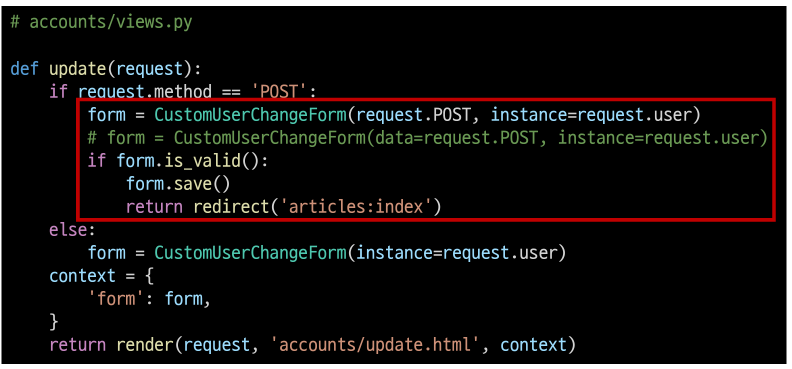 # accounts/views.py
def update(request):
if request.method == 'POST':
form = CustomUserChangeForm(request.POST, instance=request.user)
# form = CustomUserChangeForm(data=request.POST, instance=request.user)
if form.is_valid():
form.save()
return redirect('articles:index')
else:
form = CustomUserChangeForm(instance=request.user)
context = {
'form': form,
}
return render(request, 'accounts/update.html', context)